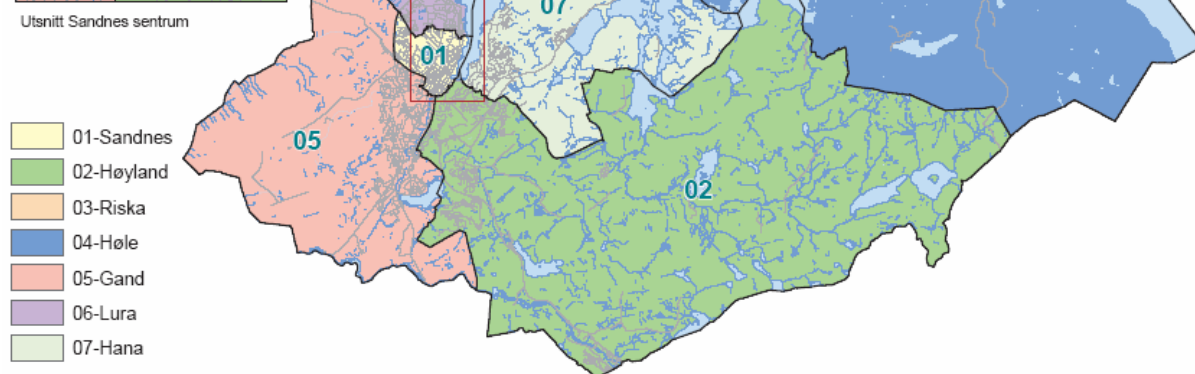 07
Utsnitt Sandnes sentrum
01
05
02
01-Sandnes
02-Høyland
03-Riska
04-Høle
05-Gand
06-Lura
07-Hana